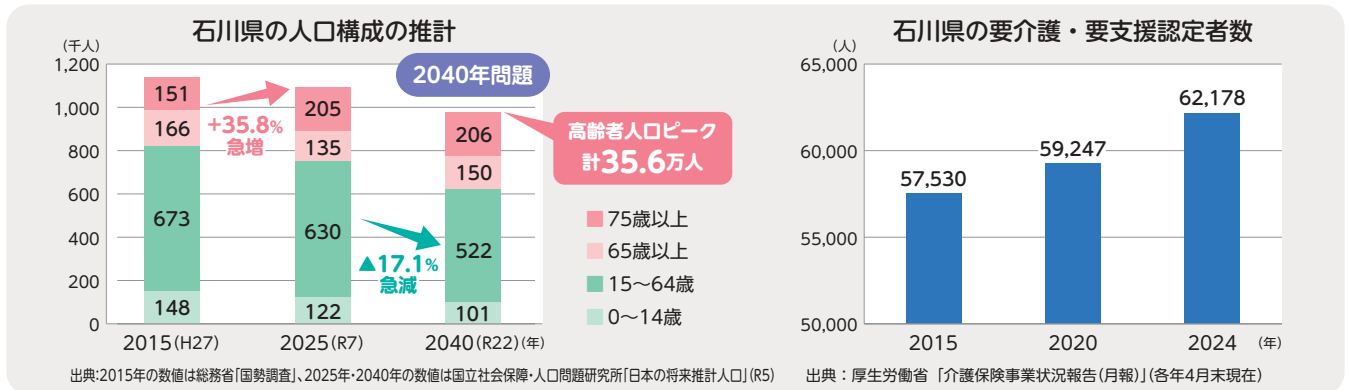 石川県の人口構成の推計
(千人)
2040年問題
1,200
1,000
800
600
400
200
0
151
166
673
148
+35.8%
急増
205
135
630
122
▲17.1%
急減
206
150
522
101
高齢者人口ピーク
計35.6万人
75歳以上
65歳以上
15～64歳
0～14歳
2015(H27) 2025(R7) 2040(R22)(年)
出典:2015年の数値は総務省「国勢調査」、2025年・2040年の数値は国立社会保障・人口問題研究所「日本の将来推計人口」(R5)
石川県の要介護・要支援認定者数
(人)
65,000
60,000
55,000
50,000
57,530
59,247
62,178
2015 2020 2024 (年)
出典：厚生労働省「介護保険事業状況報告(月報)」(各年4月末現在)